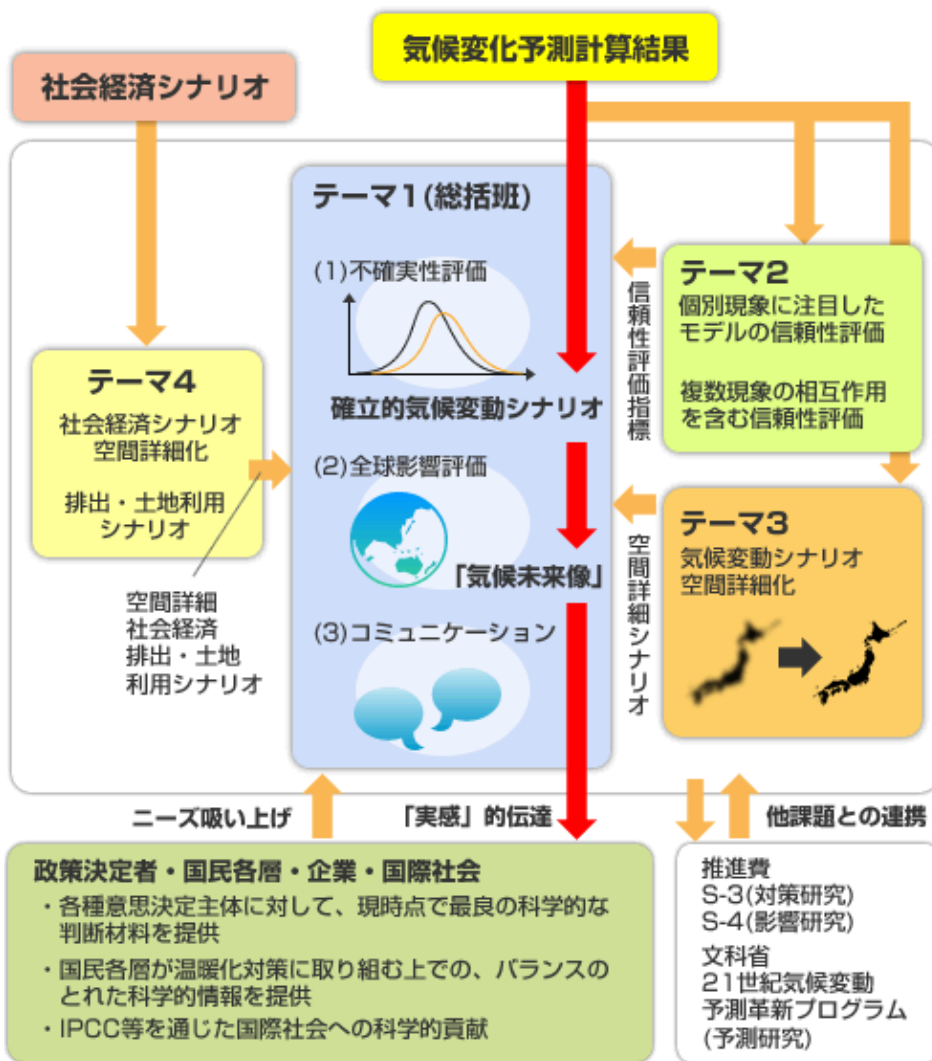 気候変化予測計算結果
社会経済シナリオ
テーマ1(総括班)
(1)不確実性評価
確立的気候変動シナリオ
(2)全球影響評価
「気候未来像」
(3)コミュニケーション
テーマ2
個別現象に注目した
モデルの信頼性評価
複数現象の相互作用
を含む信頼性評価
信頼性評価指標
テーマ4
社会経済シナリオ
空間詳細化
排出・土地利用
シナリオ
空間詳細
社会経済
排出・土地
利用シナリオ
テーマ3
気候変動シナリオ
空間詳細化
空間詳細シナリオ
ニーズ吸い上げ
「実感」的伝達
他課題との連携
政策決定者・国民各層・企業・国際社会
・各種意思決定主体に対して、現時点で最良の科学的な
判断材料を提供
・国民各層が温暖化対策に取り組む上での、バランスの
とれた科学的情報を提供
・IPCC等を通じた国際社会への科学的貢献
推進費
S-3(対策研究)
S-4(影響研究)
文科省
21世紀気候変動
予測革新プログラム
(予測研究)